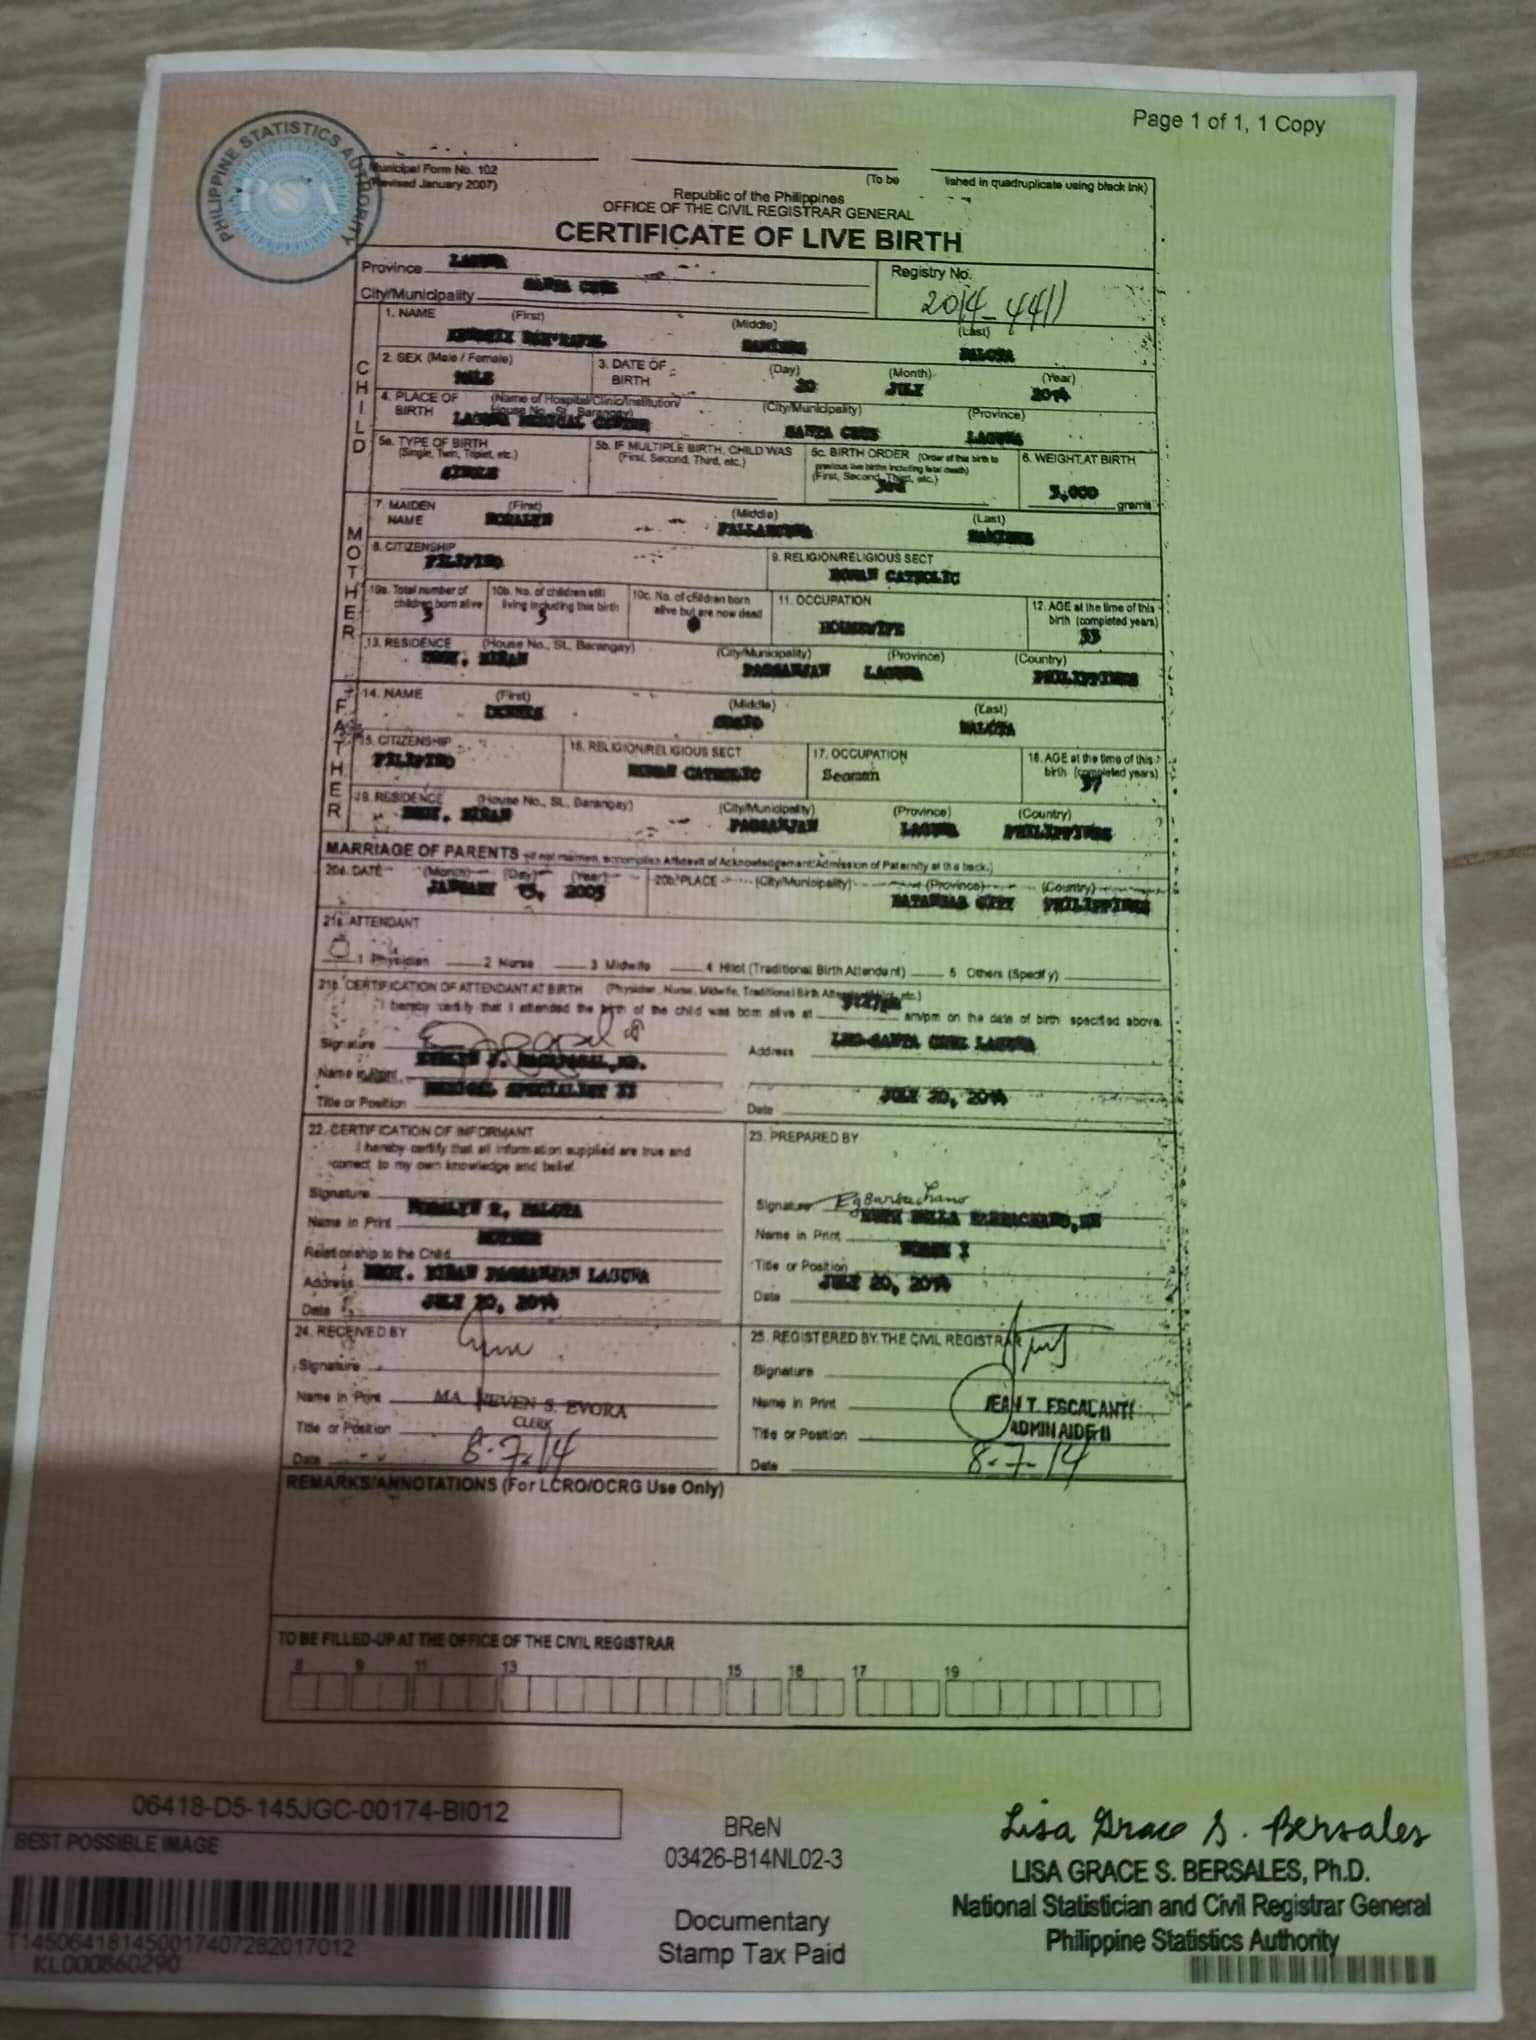 Page 1 of 1, 1 Copy
PHILIPPINE STATISTICS AUTHORITY
PSA
Municipal Form No. 102
(Revised January 2007)
(To be lished in quadruplicate using black ink)
Republic of the Philippines
OFFICE OF THE CIVIL REGISTRAR GENERAL
CERTIFICATE OF LIVE BIRTH
Province LAGUNA
City/Municipality SANTA CRUZ
Registry No.
2014-4411
CHILD
1. NAME (First) (Middle) (Last)
PALOTA
2. SEX (Male / Female)
MALE
3. DATE OF BIRTH (Day) (Month) (Year)
20 JULY 2014
4. PLACE OF BIRTH (Name of Hospital/Clinic/Institution/ House No., St., Barangay) (City/Municipality) (Province)
LAGUNA MEDICAL CENTER SANTA CRUZ LAGUNA
5a. TYPE OF BIRTH (Single, Twin, Triplet, etc.)
SINGLE
5b. IF MULTIPLE BIRTH, CHILD WAS (First, Second, Third, etc.)
5c. BIRTH ORDER (Order of this birth to previous live births including fetal death) (First, Second, Third, etc.)
6. WEIGHT AT BIRTH
3,000 grams
MOTHER
7. MAIDEN NAME (First) (Middle) (Last)
ROSALYN
8. CITIZENSHIP
FILIPINO
9. RELIGION/RELIGIOUS SECT
ROMAN CATHOLIC
10a. Total number of children born alive
3
10b. No. of children still living including this birth
3
10c. No. of children born alive but are now dead
0
11. OCCUPATION
HOUSEWIFE
12. AGE at the time of this birth (completed years)
33
13. RESIDENCE (House No., St., Barangay) (City/Municipality) (Province) (Country)
BRGY. BIÑAN PAGSANJAN LAGUNA PHILIPPINES
FATHER
14. NAME (First) (Middle) (Last)
DENNIS PALOTA
15. CITIZENSHIP
FILIPINO
16. RELIGION/RELIGIOUS SECT
ROMAN CATHOLIC
17. OCCUPATION
Seaman
18. AGE at the time of this birth (completed years)
37
19. RESIDENCE (House No., St., Barangay) (City/Municipality) (Province) (Country)
BRGY. BIÑAN PAGSANJAN LAGUNA PHILIPPINES
MARRIAGE OF PARENTS (If not married, accomplish Affidavit of Acknowledgement/Admission of Paternity at the back.)
20a. DATE (Month) (Day) (Year)
JANUARY 2005
20b. PLACE (City/Municipality) (Province) (Country)
BATANGAS CITY PHILIPPINES
21a. ATTENDANT
1 Physician 2 Nurse 3 Midwife 4 Hilot (Traditional Birth Attendant) 5 Others (Specify)
21b. CERTIFICATION OF ATTENDANT AT BIRTH (Physician, Nurse, Midwife, Traditional Birth Attendant/Hilot, etc.)
I hereby certify that I attended the birth of the child was born alive at am/pm on the date of birth specified above.
Signature
Address LMC-SANTA CRUZ LAGUNA
Name in Print EVELYN P. MACAPAGAL, MD.
Title or Position MEDICAL SPECIALIST II
Date JULY 20, 2014
22. CERTIFICATION OF INFORMANT
I hereby certify that all information supplied are true and
correct to my own knowledge and belief.
Signature
Name in Print ROSALYN R. PALOTA
Relationship to the Child MOTHER
Address BRGY. BIÑAN PAGSANJAN LAGUNA
Date JULY 20, 2014
23. PREPARED BY
Signature
Name in Print
Title or Position NURSE I
Date JULY 20, 2014
24. RECEIVED BY
Signature
Name in Print MA. S. EVORA
Title or Position CLERK
Date 8-7-14
25. REGISTERED BY THE CIVIL REGISTRAR
Signature
Name in Print JEAN T. ESCALANTE
Title or Position ADMIN AIDE II
Date 8-7-14
REMARKS/ANNOTATIONS (For LCRO/OCRG Use Only)
TO BE FILLED-UP AT THE OFFICE OF THE CIVIL REGISTRAR
8 9 11 13 15 16 17 19
06418-D5-145JGC-00174-BI012
BEST POSSIBLE IMAGE
T145064181450017407282017012
KL000860290
BReN
03426-B14NL02-3
Documentary
Stamp Tax Paid
Lisa Grace S. Bersales
LISA GRACE S. BERSALES, Ph.D.
National Statistician and Civil Registrar General
Philippine Statistics Authority